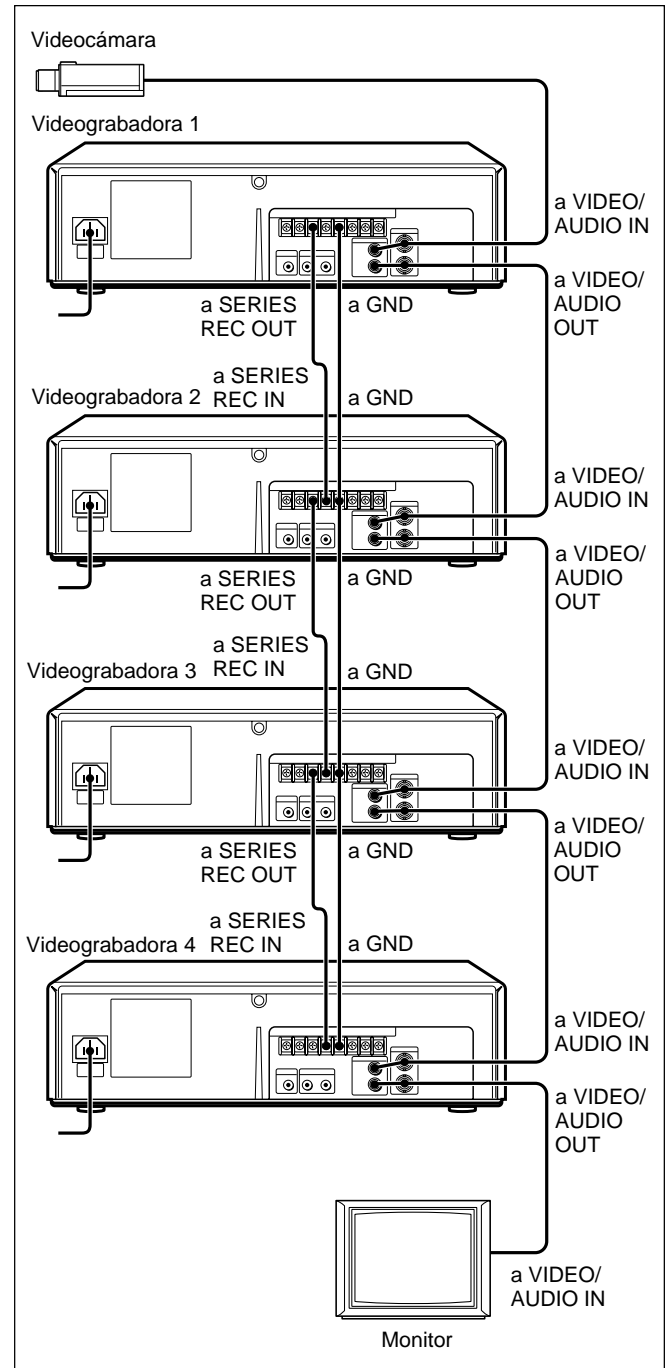 Videocámara
Videograbadora 1
a VIDEO/
AUDIO IN
a VIDEO/
AUDIO
OUT
a SERIES
REC OUT
a GND
a SERIES
Videograbadora 2 REC IN
a GND
a VIDEO/
AUDIO IN
a VIDEO/
AUDIO
OUT
a SERIES
REC OUT
a GND
a SERIES
Videograbadora 3 REC IN
a GND
a VIDEO/
AUDIO IN
a VIDEO/
AUDIO
OUT
a SERIES
REC OUT
a GND
a SERIES
Videograbadora 4 REC IN
a GND
a VIDEO/
AUDIO IN
a VIDEO/
AUDIO
OUT
a VIDEO/
AUDIO IN
Monitor